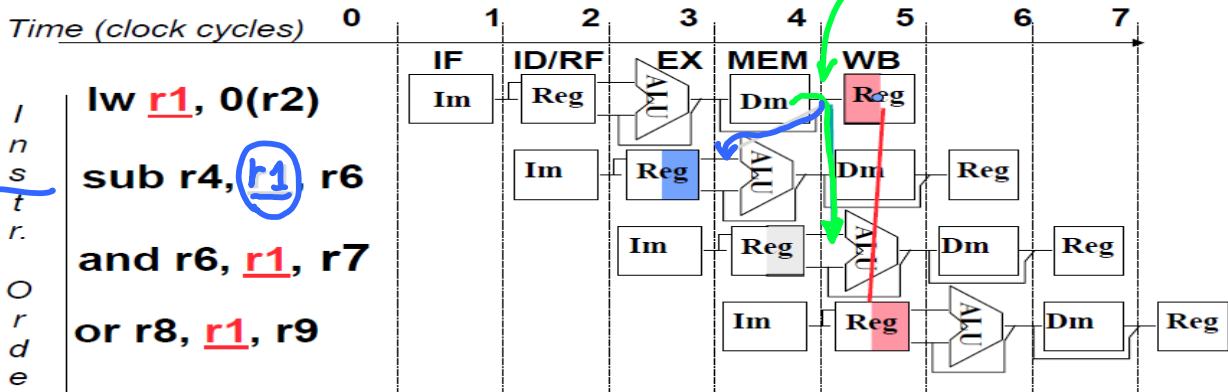 Time (clock cycles) 0 1 2 3 4 5 6 7
IF ID/RF EX MEM WB
lw r1, 0(r2) Im Reg ALU Dm Reg
sub r4, r1, r6 Im Reg ALU Dm Reg
and r6, r1, r7 Im Reg ALU Dm Reg
or r8, r1, r9 Im Reg ALU Dm Reg
Instr.
Orde